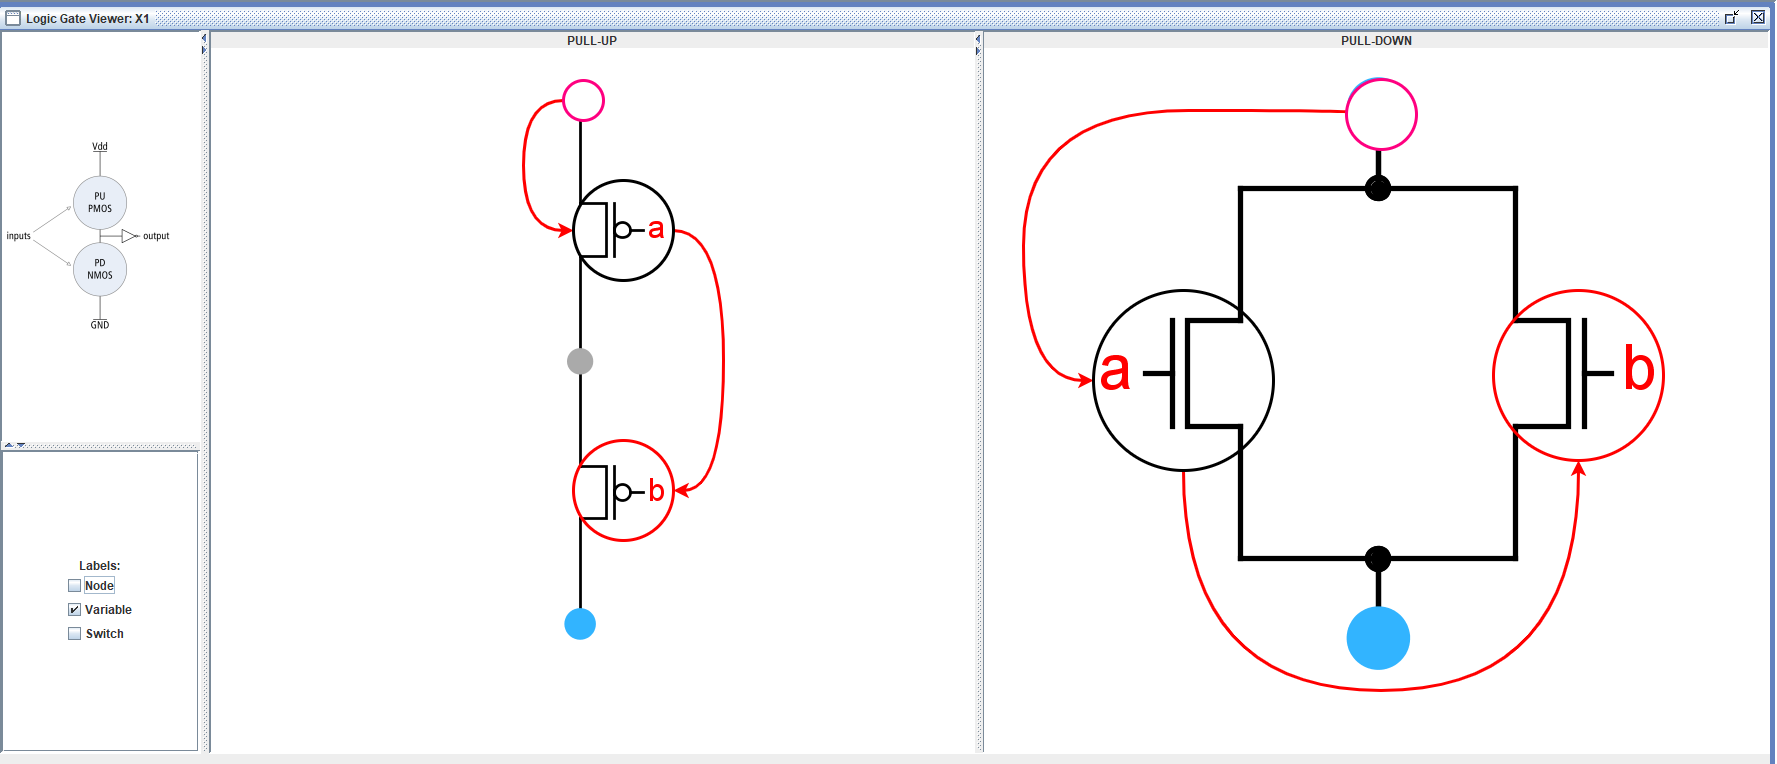 Logic Gate Viewer: X1
PULL-UP
PULL-DOWN
Vdd
PU
PMOS
inputs
output
PD
NMOS
GND
a
b
a
b
Labels:
Node
Variable
Switch